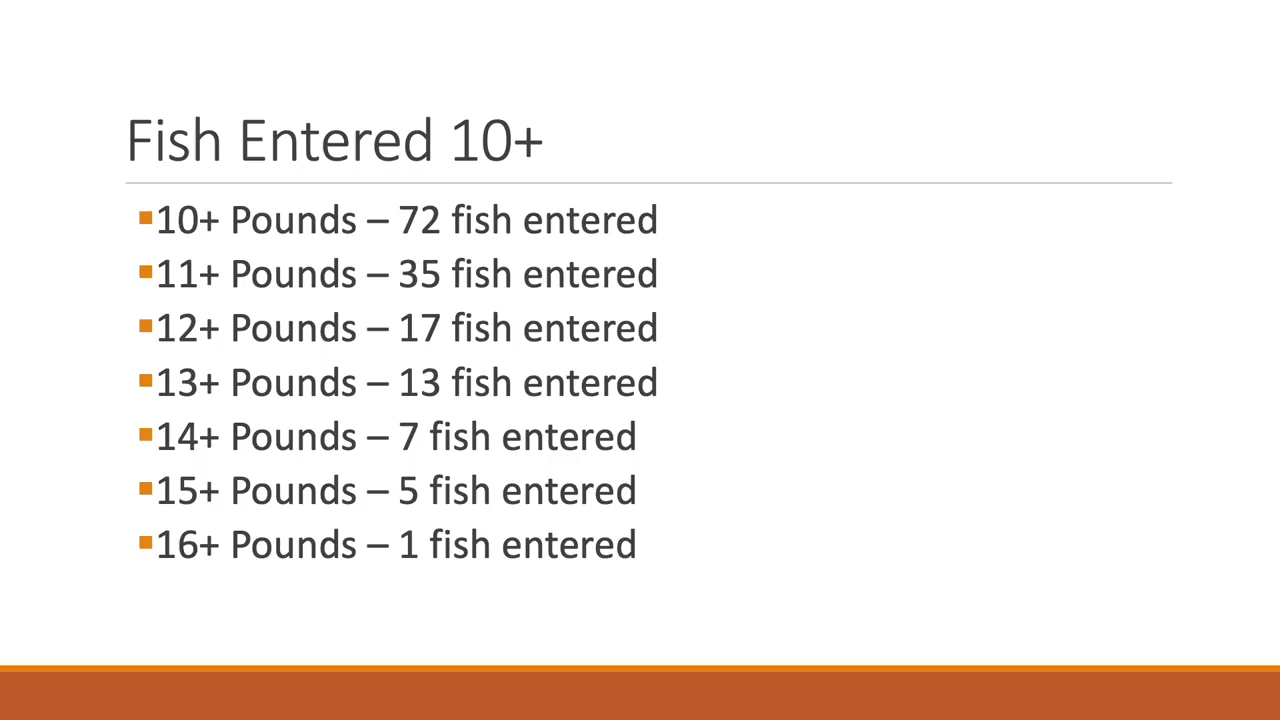 Fish Entered 10+
▪10+ Pounds – 72 fish entered
▪11+ Pounds – 35 fish entered
▪12+ Pounds – 17 fish entered
▪13+ Pounds – 13 fish entered
▪14+ Pounds – 7 fish entered
▪15+ Pounds – 5 fish entered
▪16+ Pounds – 1 fish entered